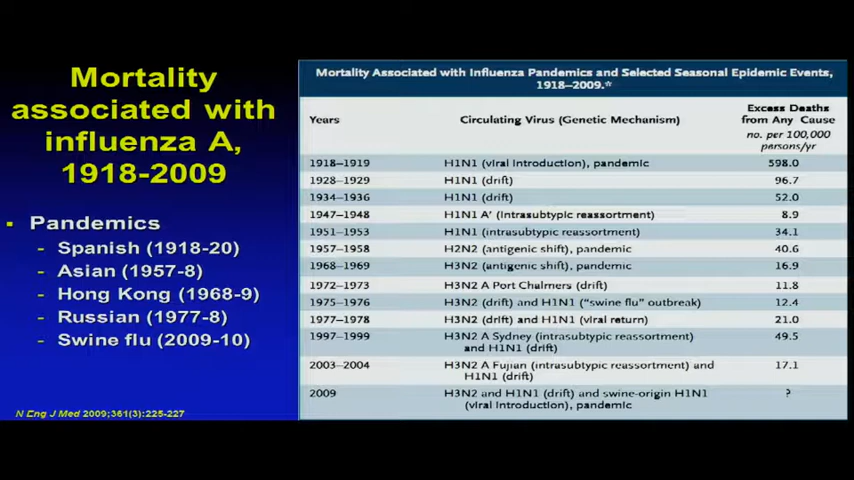 Mortality
associated with
influenza A,
1918-2009
▪ Pandemics
- Spanish (1918-20)
- Asian (1957-8)
- Hong Kong (1968-9)
- Russian (1977-8)
- Swine flu (2009-10)
N Eng J Med 2009;361(3):225-227
Mortality Associated with Influenza Pandemics and Selected Seasonal Epidemic Events,
1918–2009.*
Years Circulating Virus (Genetic Mechanism) Excess Deaths
from Any Cause
no. per 100,000
persons/yr
1918–1919 H1N1 (viral introduction), pandemic 598.0
1928–1929 H1N1 (drift) 96.7
1934–1936 H1N1 (drift) 52.0
1947–1948 H1N1 A′ (intrasubtypic reassortment) 8.9
1951–1953 H1N1 (intrasubtypic reassortment) 34.1
1957–1958 H2N2 (antigenic shift), pandemic 40.6
1968–1969 H3N2 (antigenic shift), pandemic 16.9
1972–1973 H3N2 A Port Chalmers (drift) 11.8
1975–1976 H3N2 (drift) and H1N1 (“swine flu” outbreak) 12.4
1977–1978 H3N2 (drift) and H1N1 (viral return) 21.0
1997–1999 H3N2 A Sydney (intrasubtypic reassortment) 49.5
and H1N1 (drift)
2003–2004 H3N2 A Fujian (intrasubtypic reassortment) and 17.1
H1N1 (drift)
2009 H3N2 and H1N1 (drift) and swine-origin H1N1 ?
(viral introduction), pandemic